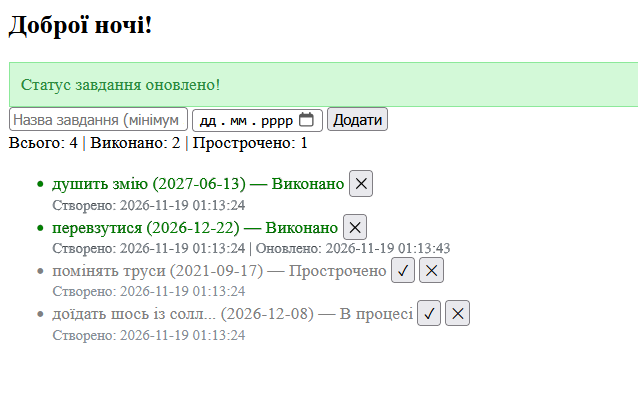 Доброї ночі!
Статус завдання оновлено!
Назва завдання (мінімум дд.мм.рррр Додати
Всього: 4 | Виконано: 2 | Прострочено: 1
душить змію (2027-06-13) — Виконано
Створено: 2026-11-19 01:13:24
перевзутися (2026-12-22) — Виконано
Створено: 2026-11-19 01:13:24 | Оновлено: 2026-11-19 01:13:43
помінять труси (2021-09-17) — Прострочено
Створено: 2026-11-19 01:13:24
доїдать шось із солл... (2026-12-08) — В процесі
Створено: 2026-11-19 01:13:24